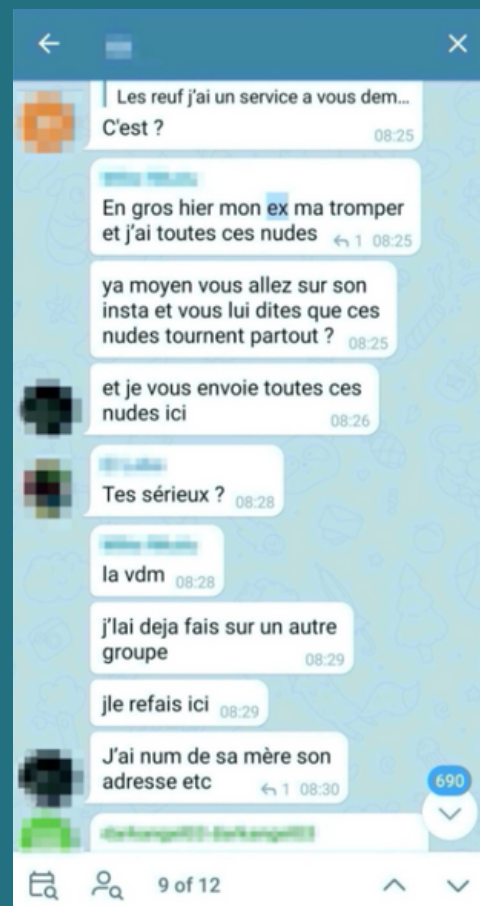 Les reuf j'ai un service a vous dem...
C'est ?
08:25
En gros hier mon ex ma tromper
et j'ai toutes ces nudes
1 08:25
ya moyen vous allez sur son
insta et vous lui dites que ces
nudes tournent partout ?
08:25
et je vous envoie toutes ces
nudes ici
08:26
Tes sérieux ?
08:28
la vdm
08:28
j'lai deja fais sur un autre
groupe
08:29
jle refais ici
08:29
J'ai num de sa mère son
adresse etc
1 08:30
690
9 of 12